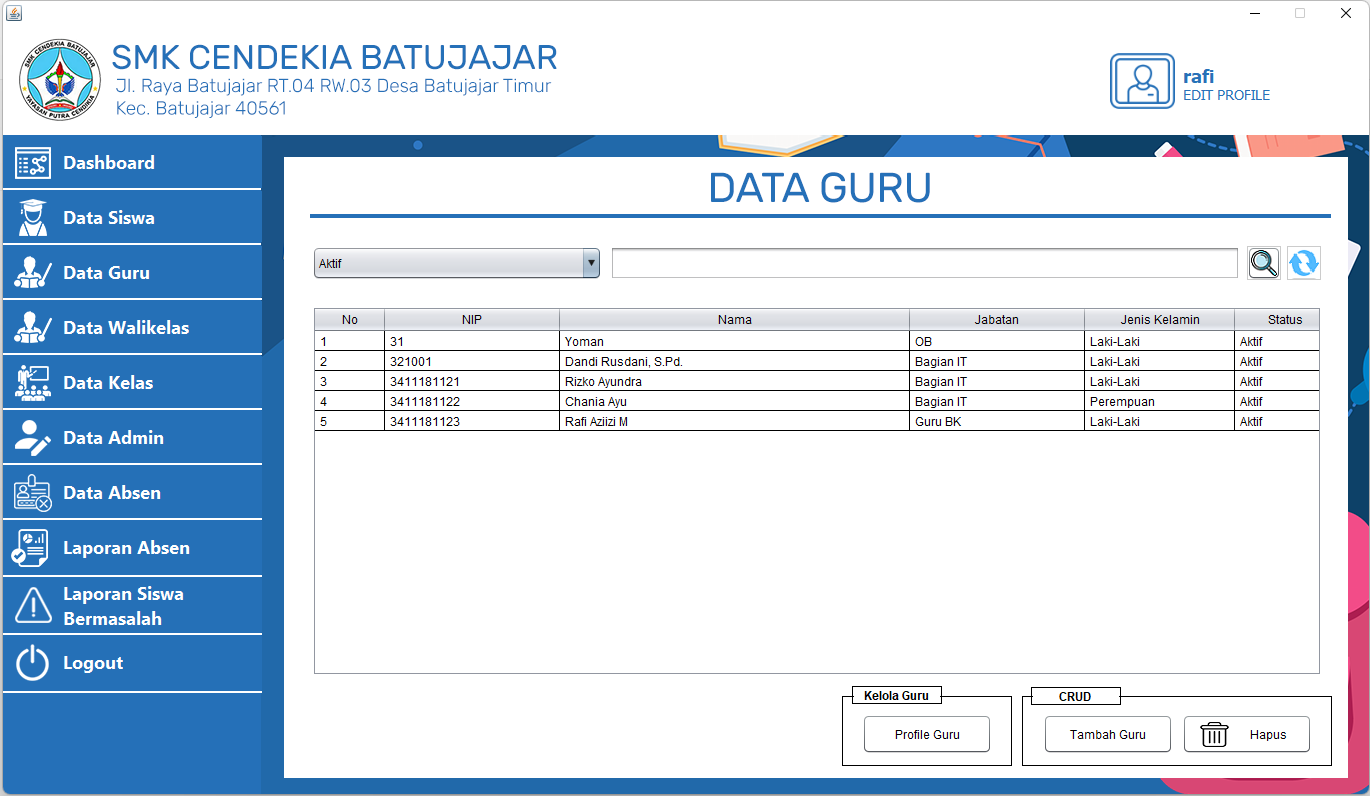 SMK CENDEKIA BATUJAJAR
YAYASAN PUTRA CENDIKIA
SMK CENDEKIA BATUJAJAR
Jl. Raya Batujajar RT.04 RW.03 Desa Batujajar Timur
Kec. Batujajar 40561
rafi
EDIT PROFILE
Dashboard
Data Siswa
Data Guru
Data Walikelas
Data Kelas
Data Admin
Data Absen
Laporan Absen
Laporan Siswa
Bermasalah
Logout
DATA GURU
Aktif
No NIP Nama Jabatan Jenis Kelamin Status
1 31 Yoman OB Laki-Laki Aktif
2 321001 Dandi Rusdani, S.Pd. Bagian IT Laki-Laki Aktif
3 3411181121 Rizko Ayundra Bagian IT Laki-Laki Aktif
4 3411181122 Chania Ayu Bagian IT Perempuan Aktif
5 3411181123 Rafi Aziizi M Guru BK Laki-Laki Aktif
Kelola Guru
Profile Guru
CRUD
Tambah Guru
Hapus